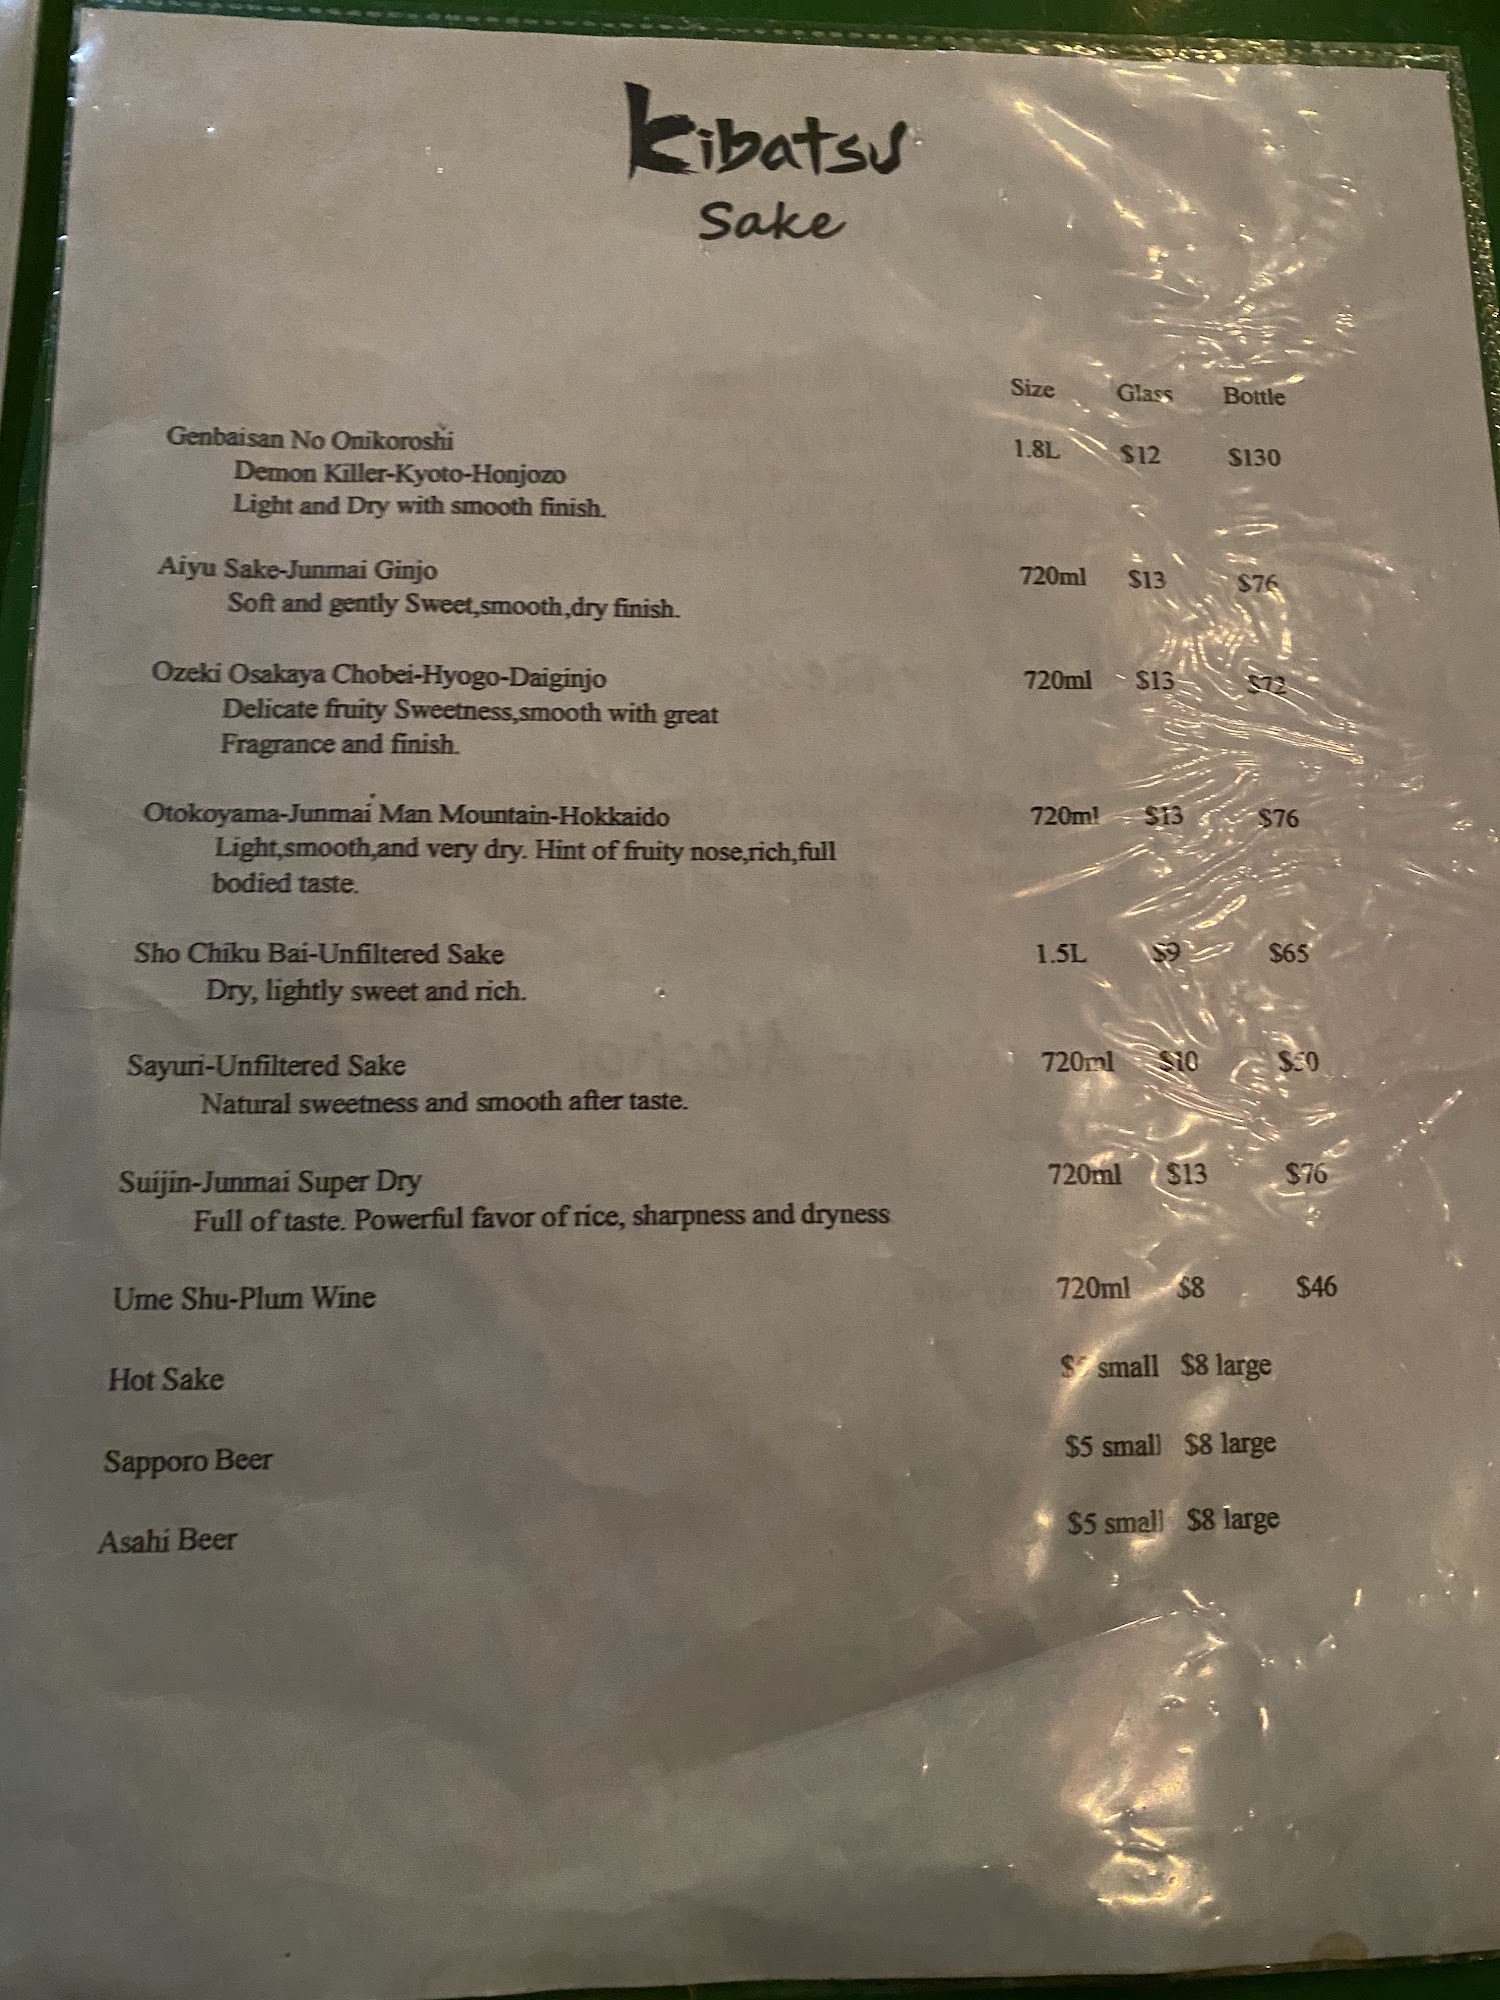 Kibatsu
Sake
Size Glass Bottle
Genbaisan No Onikoroshi 1.8L $12 $130
Demon Killer-Kyoto-Honjozo
Light and Dry with smooth finish.
Aiyu Sake-Junmai Ginjo 720ml $13 $76
Soft and gently Sweet,smooth,dry finish.
Ozeki Osakaya Chobei-Hyogo-Daiginjo 720ml $13 $72
Delicate fruity Sweetness,smooth with great
Fragrance and finish.
Otokoyama-Junmai Man Mountain-Hokkaido 720ml $13 $76
Light,smooth,and very dry. Hint of fruity nose,rich,full
bodied taste.
Sho Chiku Bai-Unfiltered Sake 1.5L $9 $65
Dry, lightly sweet and rich.
Sayuri-Unfiltered Sake 720ml $10
Natural sweetness and smooth after taste.
Suijin-Junmai Super Dry 720ml $13 $76
Full of taste. Powerful favor of rice, sharpness and dryness
Ume Shu-Plum Wine 720ml $8 $46
Hot Sake small $8 large
Sapporo Beer $5 small $8 large
Asahi Beer $5 small $8 large